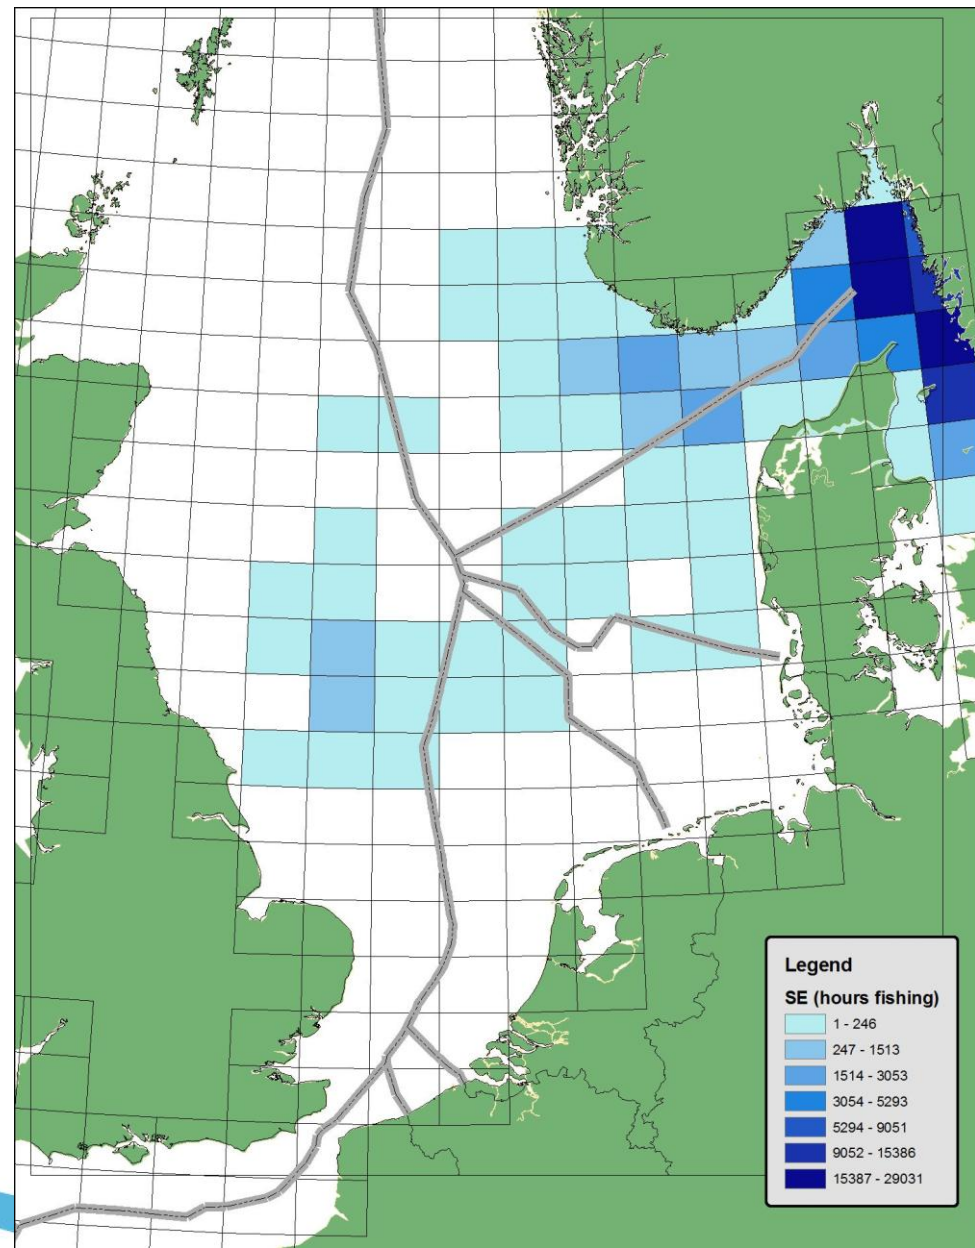 Legend
SE (hours fishing)
1 - 246
247 - 1513
1514 - 3053
3054 - 5293
5294 - 9051
9052 - 15386
15387 - 29031